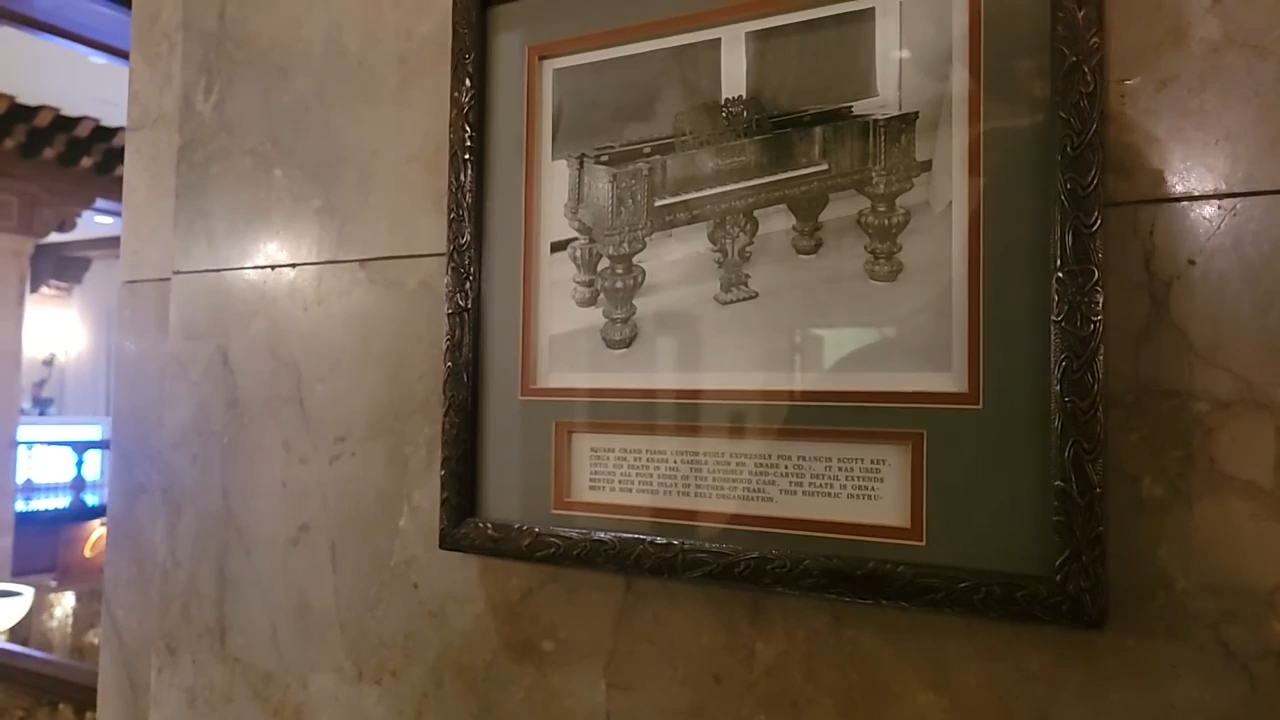 SQUARE GRAND PIANO CUSTOM-BUILT EXPRESSLY FOR FRANCIS SCOTT KEY,
CIRCA 1838, BY KNABE & GAEHLE (NOW WM. KNABE & CO.). IT WAS USED
UNTIL HIS DEATH IN 1843. THE LAVISHLY HAND-CARVED DETAIL EXTENDS
AROUND ALL FOUR SIDES OF THE ROSEWOOD CASE. THE PLATE IS ORNA-
MENTED WITH FINE INLAY OF MOTHER-OF-PEARL. THIS HISTORIC INSTRU-
MENT IS NOW OWNED BY THE BELZ ORGANIZATION.